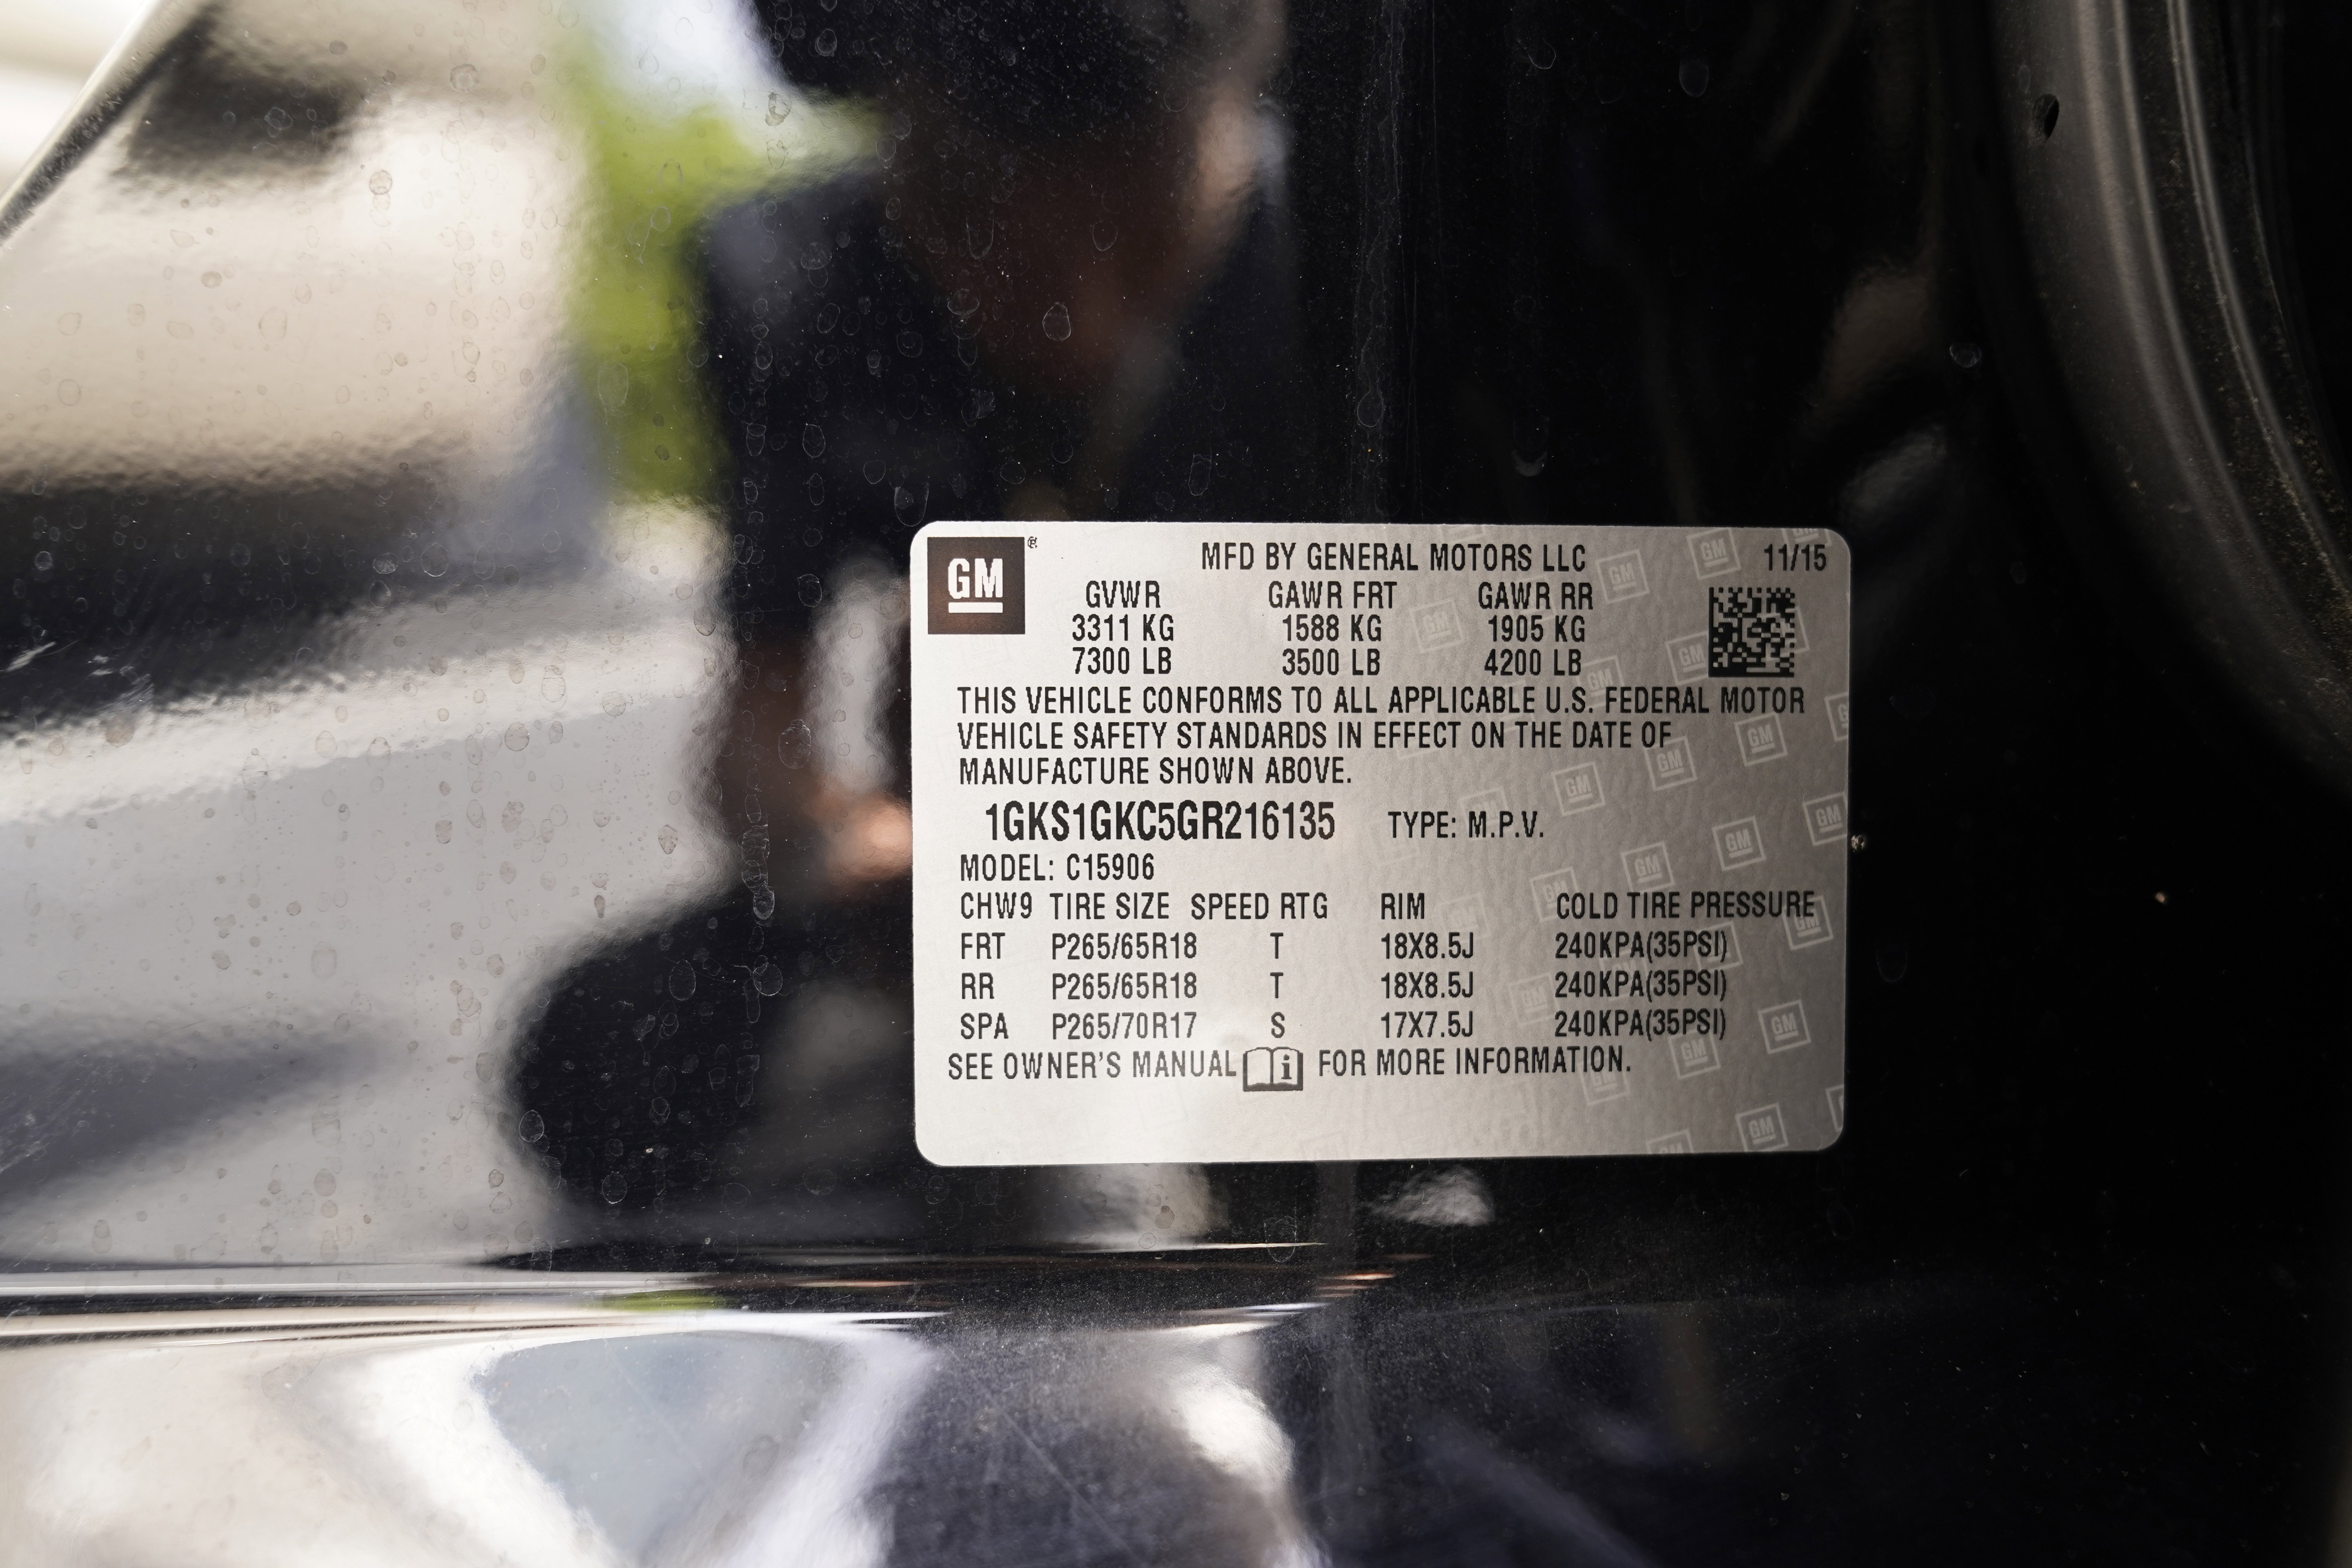 GM ® MFD BY GENERAL MOTORS LLC 11/15
GVWR GAWR FRT GAWR RR
3311 KG 1588 KG 1905 KG
7300 LB 3500 LB 4200 LB
THIS VEHICLE CONFORMS TO ALL APPLICABLE U.S. FEDERAL MOTOR
VEHICLE SAFETY STANDARDS IN EFFECT ON THE DATE OF
MANUFACTURE SHOWN ABOVE.
1GKS1GKC5GR216135 TYPE: M.P.V.
MODEL: C15906
CHW9 TIRE SIZE SPEED RTG RIM COLD TIRE PRESSURE
FRT P265/65R18 T 18X8.5J 240KPA(35PSI)
RR P265/65R18 T 18X8.5J 240KPA(35PSI)
SPA P265/70R17 S 17X7.5J 240KPA(35PSI)
SEE OWNER'S MANUAL i FOR MORE INFORMATION.